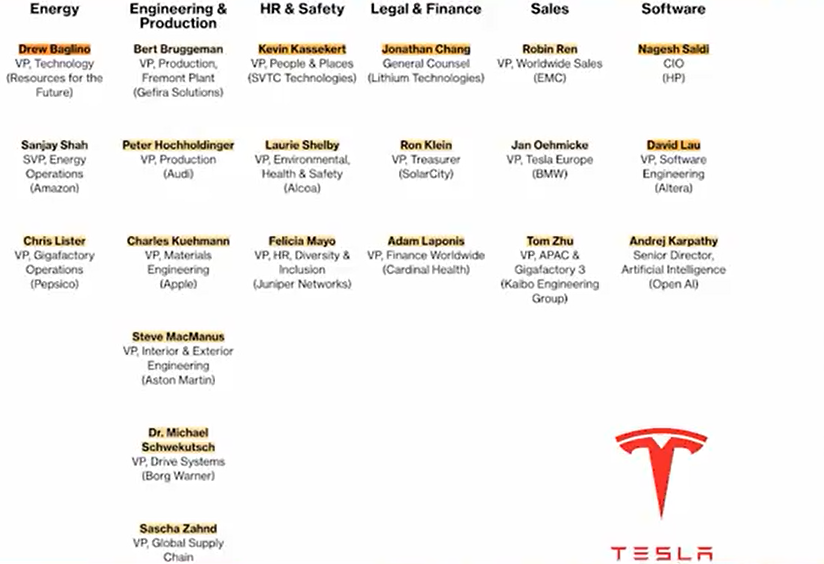 Energy
Engineering &
Production
HR & Safety
Legal & Finance
Sales
Software
Drew Baglino
VP, Technology
(Resources for the
Future)
Bert Bruggeman
VP, Production,
Fremont Plant
(Gefira Solutions)
Kevin Kassekert
VP, People & Places
(SVTC Technologies)
Jonathan Chang
General Counsel
(Lithium Technologies)
Robin Ren
VP, Worldwide Sales
(EMC)
Nagesh Saldi
CIO
(HP)
Sanjay Shah
SVP, Energy
Operations
(Amazon)
Peter Hochholdinger
VP, Production
(Audi)
Laurie Shelby
VP, Environmental,
Health & Safety
(Alcoa)
Ron Klein
VP, Treasurer
(SolarCity)
Jan Oehmicke
VP, Tesla Europe
(BMW)
David Lau
VP, Software
Engineering
(Altera)
Chris Lister
VP, Gigafactory
Operations
(Pepsico)
Charles Kuehmann
VP, Materials
Engineering
(Apple)
Felicia Mayo
VP, HR, Diversity &
Inclusion
(Juniper Networks)
Adam Laponis
VP, Finance Worldwide
(Cardinal Health)
Tom Zhu
VP, APAC &
Gigafactory 3
(Kaibo Engineering
Group)
Andrej Karpathy
Senior Director,
Artificial Intelligence
(Open AI)
Steve MacManus
VP, Interior & Exterior
Engineering
(Aston Martin)
Dr. Michael
Schwekutsch
VP, Drive Systems
(Borg Warner)
Sascha Zahnd
VP, Global Supply
Chain
TESLA